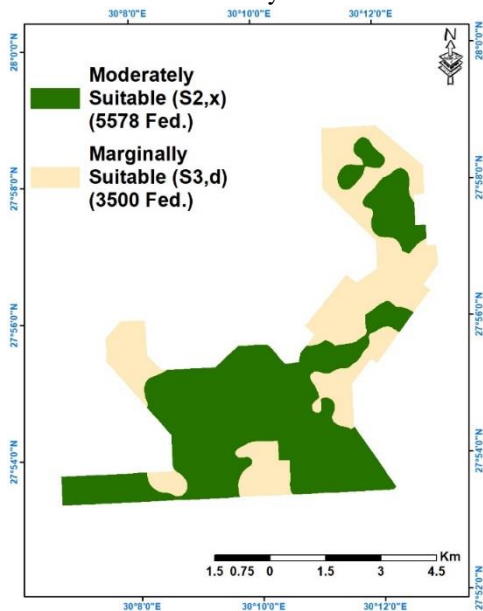 30°8'0"E 30°10'0"E 30°12'0"E
28°0'0"N 28°0'0"N
N
Moderately
Suitable (S2,x)
(5578 Fed.)
Marginally
Suitable (S3,d)
(3500 Fed.)
27°58'0"N 27°58'0"N
27°56'0"N 27°56'0"N
27°54'0"N 27°54'0"N
Km
1.5 0.75 0 1.5 3 4.5
27°52'0"N
30°8'0"E 30°10'0"E 30°12'0"E